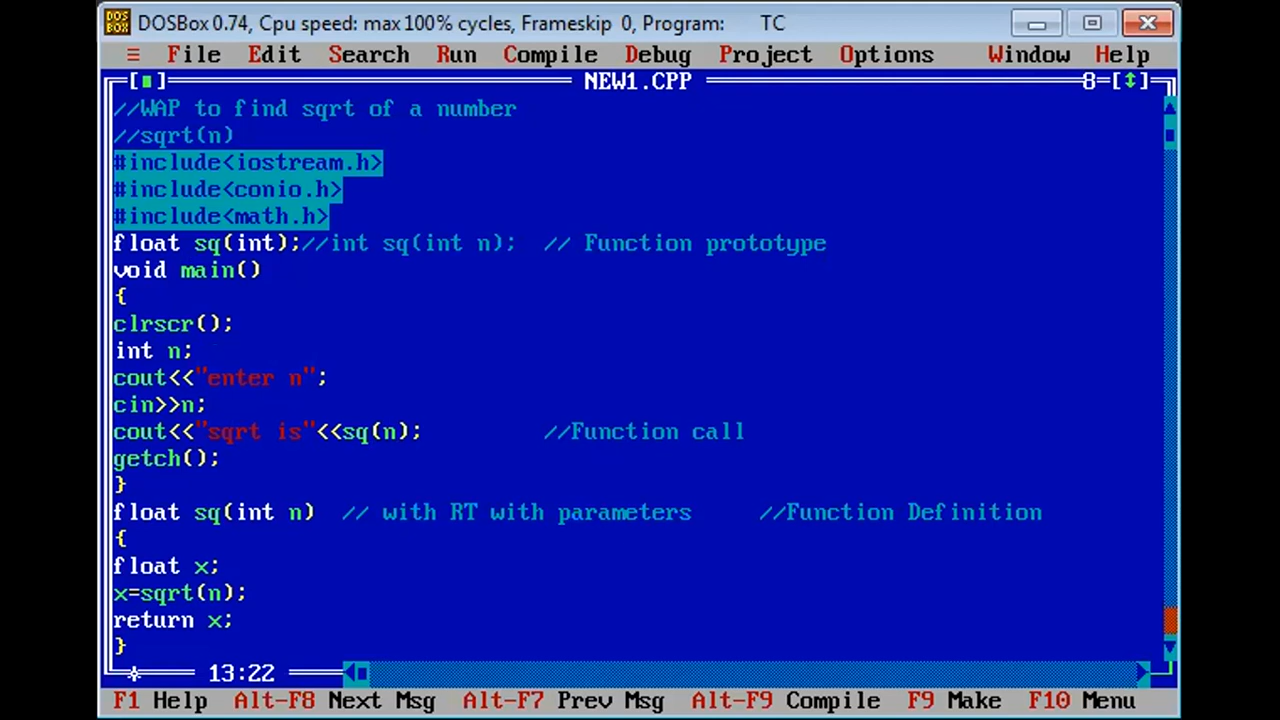 DOSBox 0.74, Cpu speed: max 100% cycles, Frameskip 0, Program: TC
≡ File Edit Search Run Compile Debug Project Options Window Help
[■] NEW1.CPP 8=[↕]
//WAP to find sqrt of a number
//sqrt(n)
#include<iostream.h>
#include<conio.h>
#include<math.h>
float sq(int);//int sq(int n); // Function prototype
void main()
{
clrscr();
int n;
cout<<"enter n";
cin>>n;
cout<<"sqrt is"<<sq(n); //Function call
getch();
}
float sq(int n) // with RT with parameters //Function Definition
{
float x;
x=sqrt(n);
return x;
}
13:22
F1 Help Alt-F8 Next Msg Alt-F7 Prev Msg Alt-F9 Compile F9 Make F10 Menu